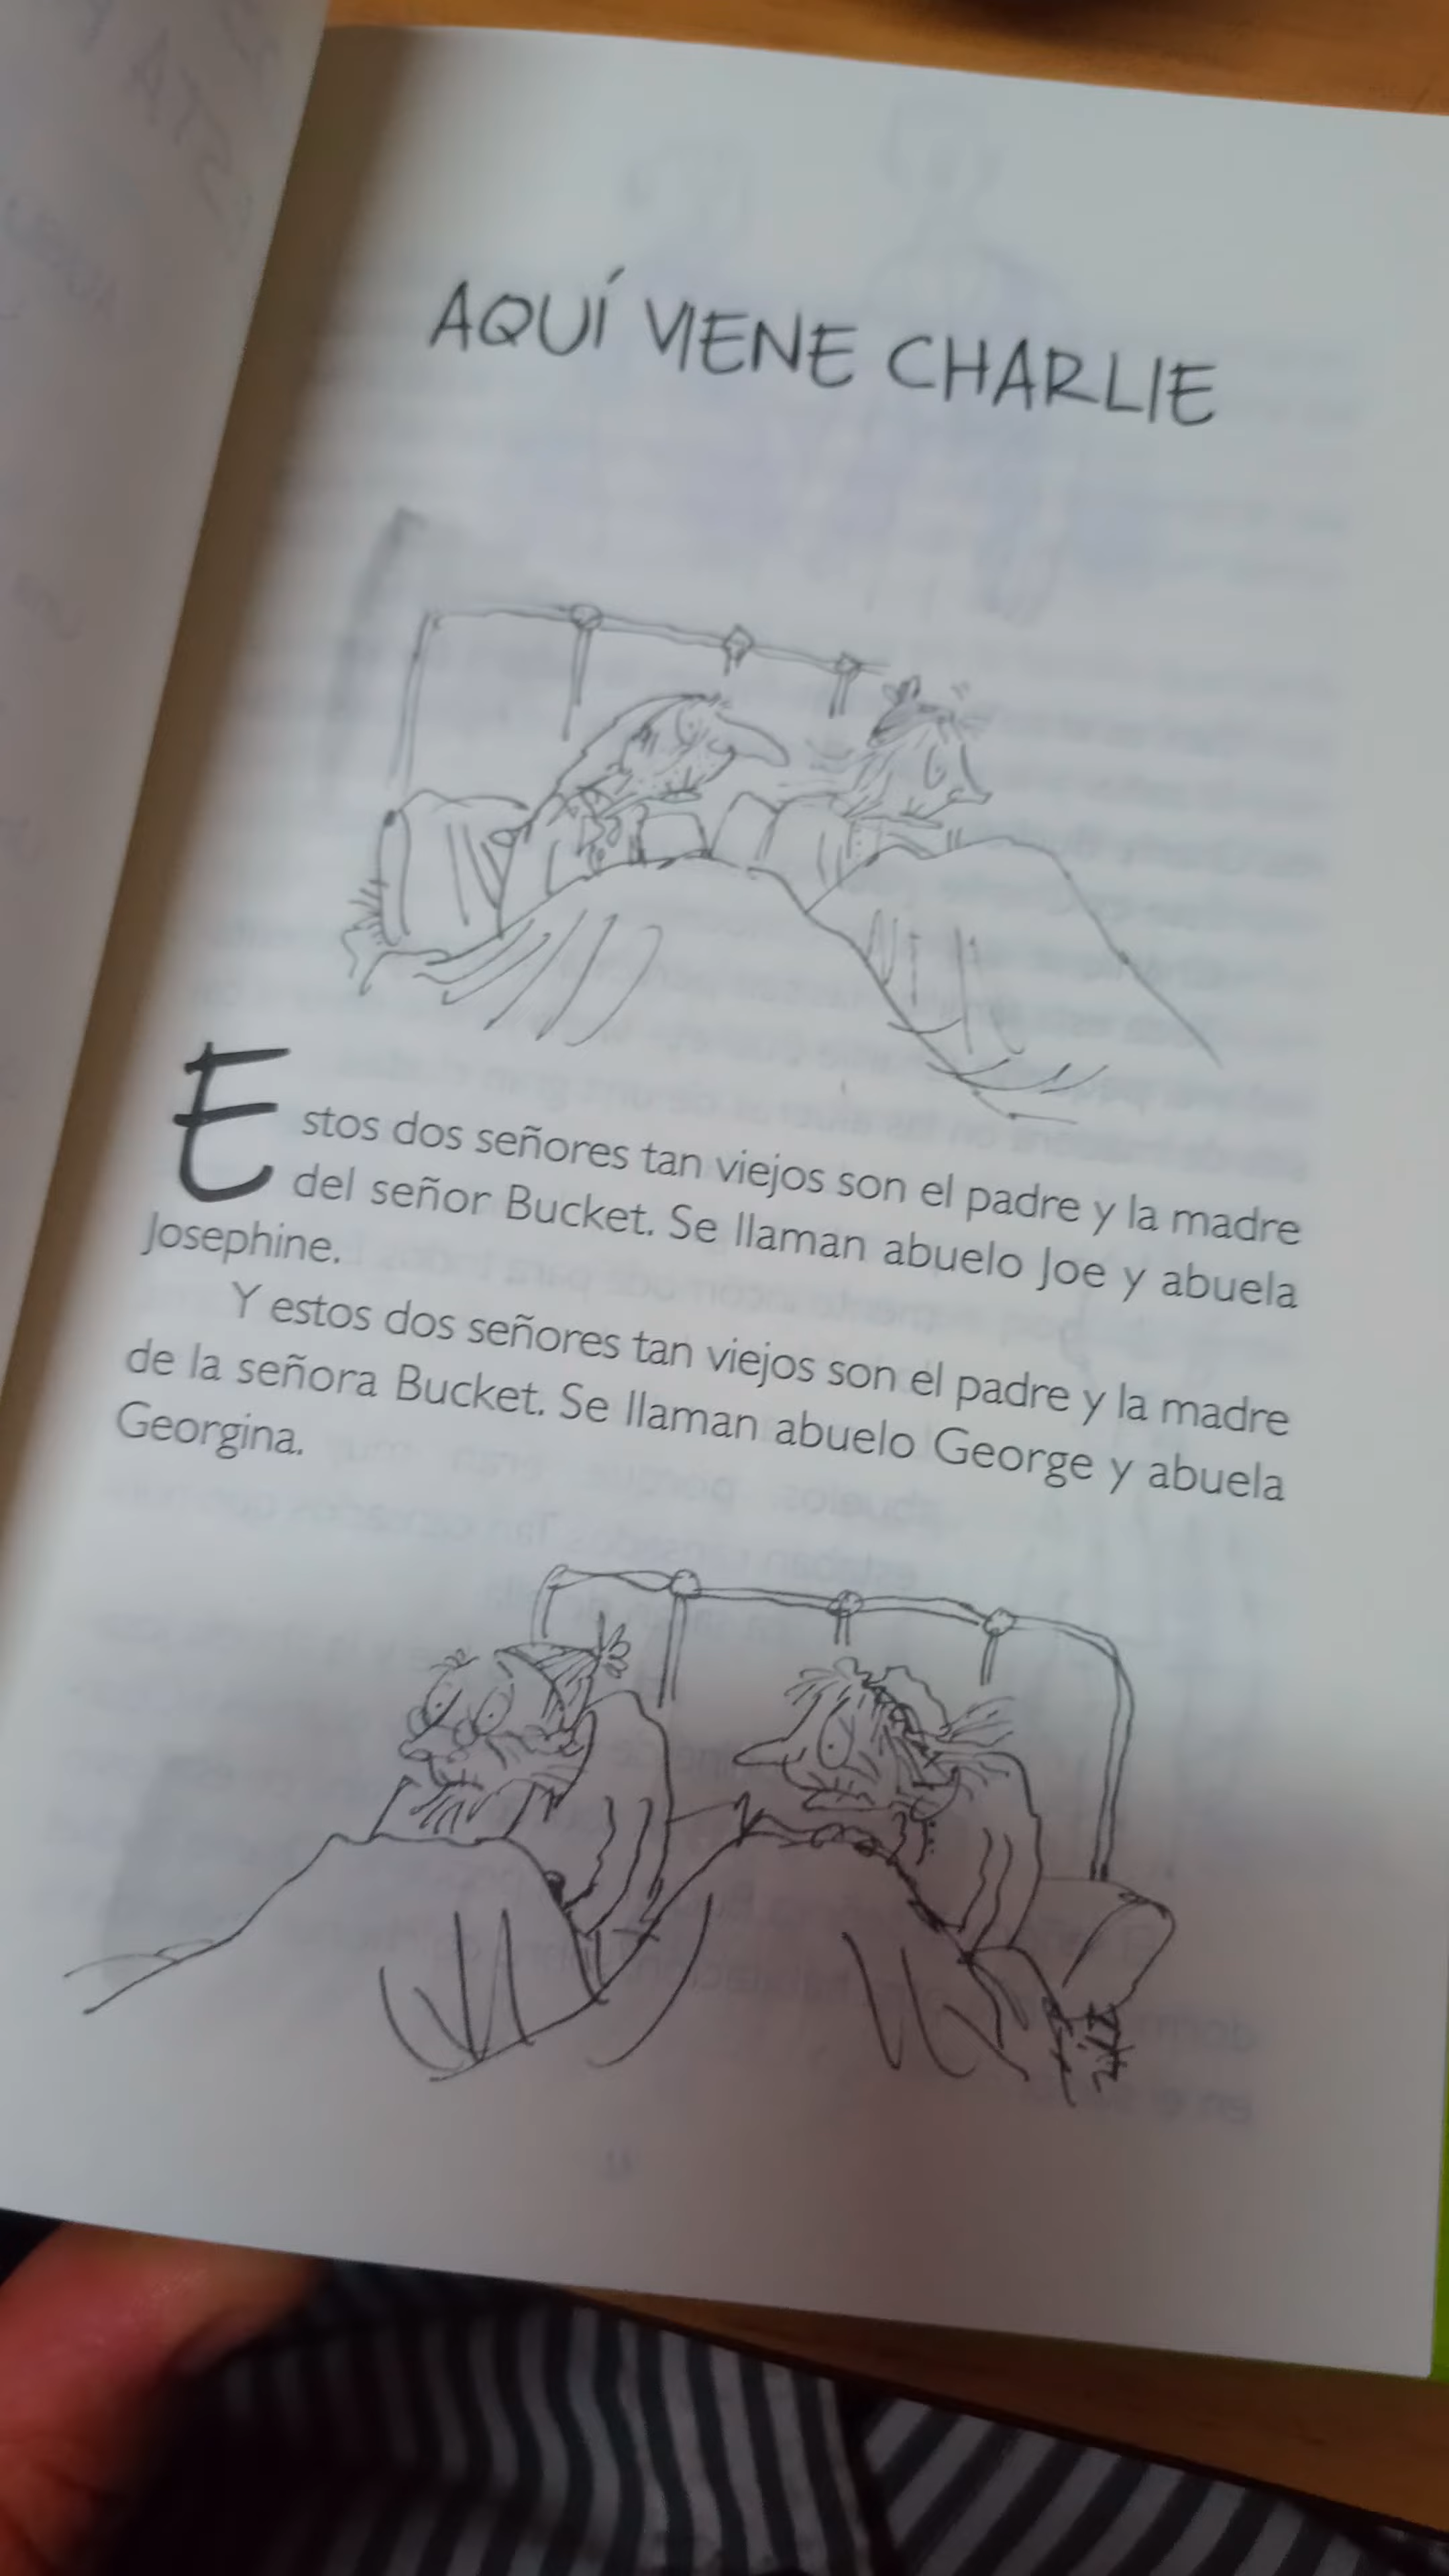 AQUÍ VIENE CHARLIE
Estos dos señores tan viejos son el padre y la madre
del señor Bucket. Se llaman abuelo Joe y abuela
Josephine.
Y estos dos señores tan viejos son el padre y la madre
de la señora Bucket. Se llaman abuelo George y abuela
Georgina.